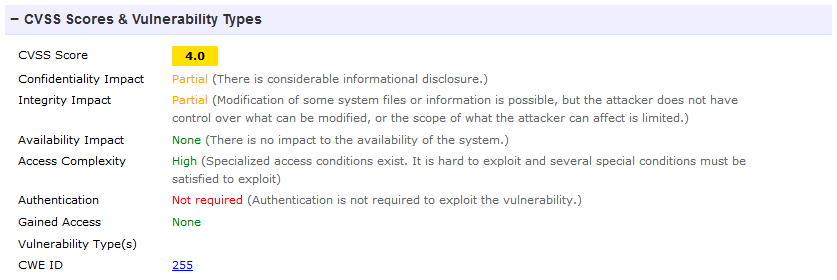 − CVSS Scores & Vulnerability Types
CVSS Score 4.0
Confidentiality Impact Partial (There is considerable informational disclosure.)
Integrity Impact Partial (Modification of some system files or information is possible, but the attacker does not have
control over what can be modified, or the scope of what the attacker can affect is limited.)
Availability Impact None (There is no impact to the availability of the system.)
Access Complexity High (Specialized access conditions exist. It is hard to exploit and several special conditions must be
satisfied to exploit)
Authentication Not required (Authentication is not required to exploit the vulnerability.)
Gained Access None
Vulnerability Type(s)
CWE ID 255